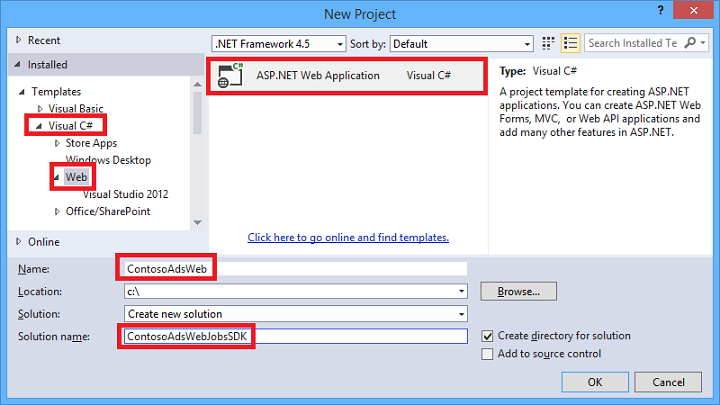 New Project
Recent
Installed
Templates
Visual Basic
Visual C#
Store Apps
Windows Desktop
Web
Visual Studio 2012
Office/SharePoint
Online
.NET Framework 4.5
Sort by:
Default
Search Installed Te
C#
ASP.NET Web Application
Visual C#
Click here to go online and find templates.
Type: Visual C#
A project template for creating ASP.NET
applications. You can create ASP.NET Web
Forms, MVC, or Web API applications and
add many other features in ASP.NET.
Name:
ContosoAdsWeb
Location:
c:\
Browse...
Solution:
Create new solution
Solution name:
ContosoAdsWebJobsSDK
Create directory for solution
Add to source control
OK
Cancel